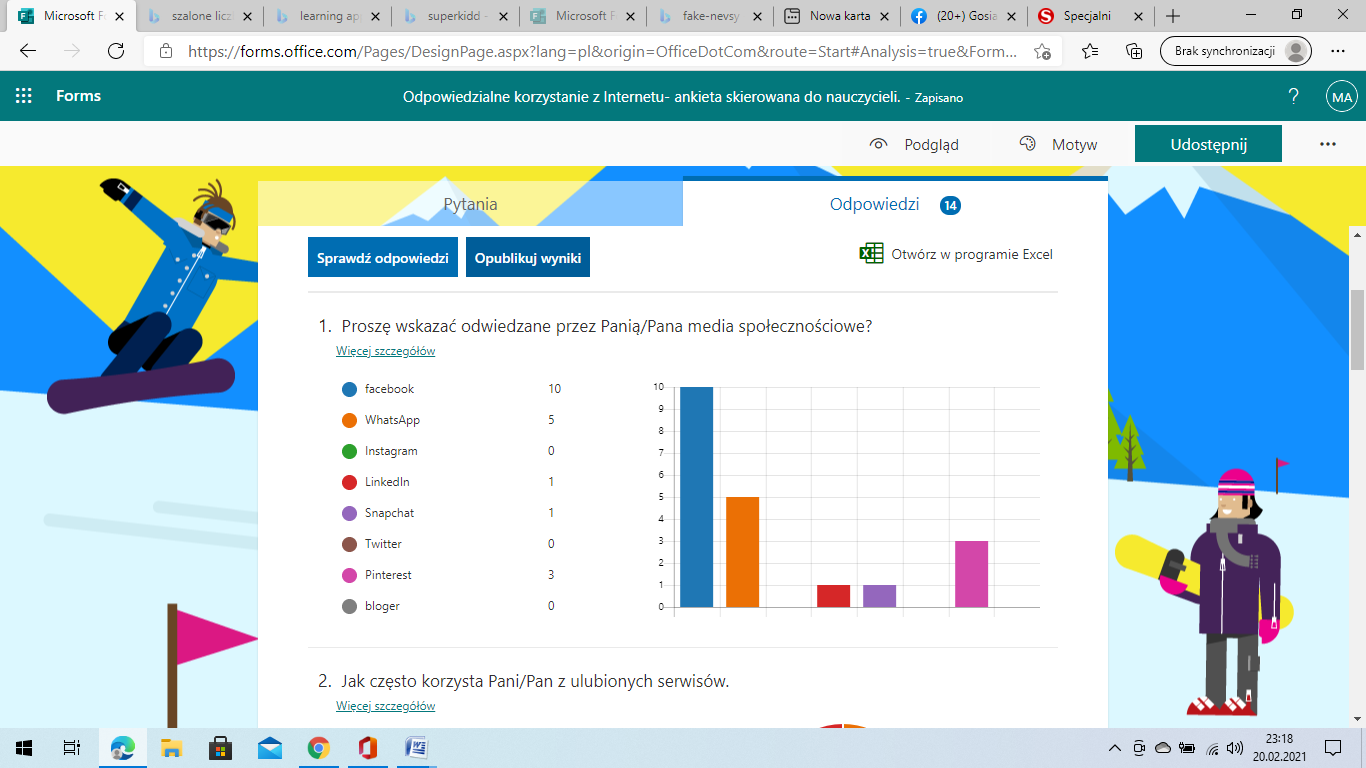 Microsoft Fo
szalone licz
learning app
superkidd -
Microsoft Fo
fake-nevsy
Nowa karta
(20+) Gosia
Specjalni
https://forms.office.com/Pages/DesignPage.aspx?lang=pl&origin=OfficeDotCom&route=Start#Analysis=true&Form...
Brak synchronizacji
Forms
Odpowiedzialne korzystanie z Internetu- ankieta skierowana do nauczycieli. - Zapisano
?
MA
Podgląd
Motyw
Udostępnij
Pytania
Odpowiedzi 14
Sprawdź odpowiedzi
Opublikuj wyniki
Otwórz w programie Excel
1. Proszę wskazać odwiedzane przez Panią/Pana media społecznościowe?
Więcej szczegółów
facebook 10
WhatsApp 5
Instagram 0
LinkedIn 1
Snapchat 1
Twitter 0
Pinterest 3
bloger 0
10
9
8
7
6
5
4
3
2
1
0
2. Jak często korzysta Pani/Pan z ulubionych serwisów.
Więcej szczegółów
23:18
20.02.2021